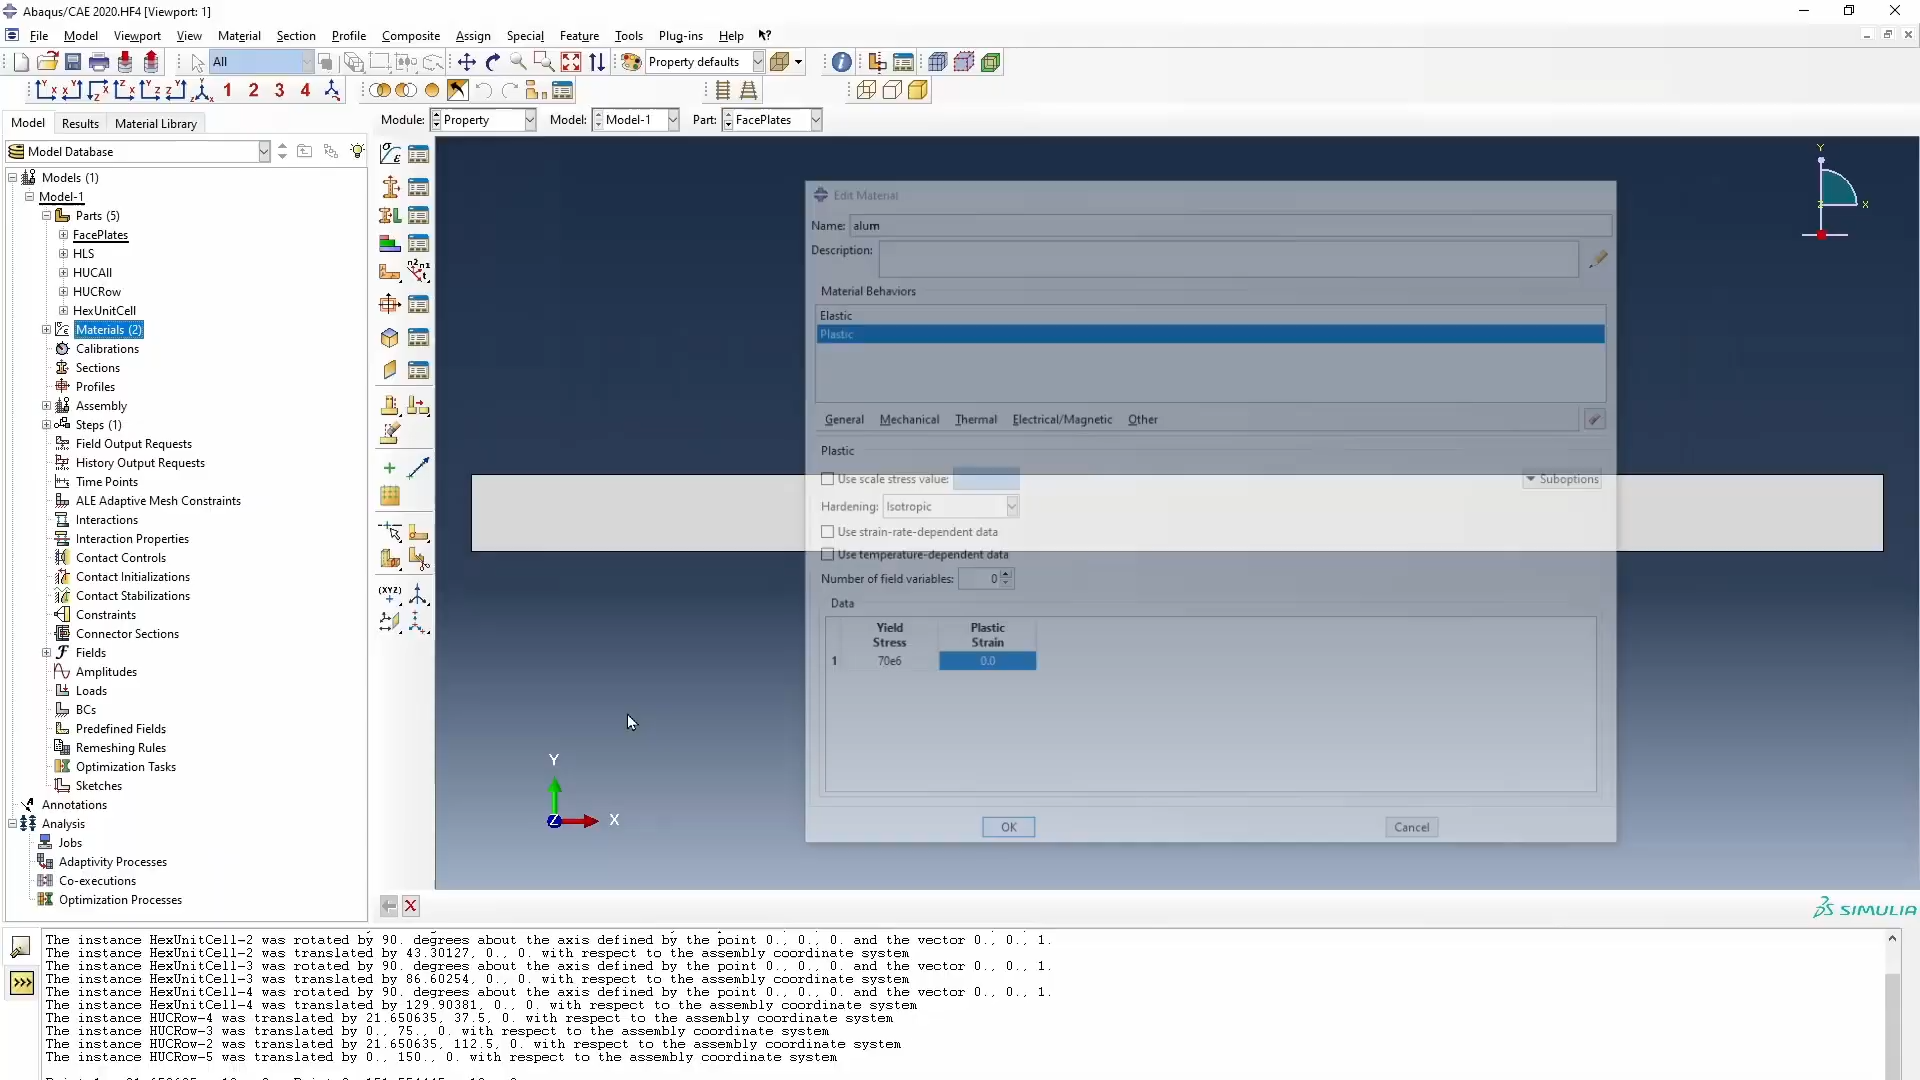 Abaqus/CAE 2020.HF4 [Viewport: 1]
File Model Viewport View Material Section Profile Composite Assign Special Feature Tools Plug-ins Help
All Property defaults
1 2 3 4
Model Results Material Library
Module: Property Model: Model-1 Part: FacePlates
Model Database
Models (1)
Model-1
Parts (5)
FacePlates
HLS
HUCAll
HUCRow
HexUnitCell
Materials (2)
Calibrations
Sections
Profiles
Assembly
Steps (1)
Field Output Requests
History Output Requests
Time Points
ALE Adaptive Mesh Constraints
Interactions
Interaction Properties
Contact Controls
Contact Initializations
Contact Stabilizations
Constraints
Connector Sections
Fields
Amplitudes
Loads
BCs
Predefined Fields
Remeshing Rules
Optimization Tasks
Sketches
Annotations
Analysis
Jobs
Adaptivity Processes
Co-executions
Optimization Processes
(XYZ)
Edit Material
Name: alum
Description:
Material Behaviors
Elastic
Plastic
General Mechanical Thermal Electrical/Magnetic Other
Plastic
Use scale stress value:
Suboptions
Hardening: Isotropic
Use strain-rate-dependent data
Use temperature-dependent data
Number of field variables: 0
Data
Yield Stress
Plastic Strain
1 70e6 0.0
OK Cancel
Y
X
Y
X
Z
SIMULIA
The instance HexUnitCell-2 was rotated by 90. degrees about the axis defined by the point 0., 0., 0. and the vector 0., 0., 1.
The instance HexUnitCell-2 was translated by 43.30127, 0., 0. with respect to the assembly coordinate system
The instance HexUnitCell-3 was rotated by 90. degrees about the axis defined by the point 0., 0., 0. and the vector 0., 0., 1.
The instance HexUnitCell-3 was translated by 86.60254, 0., 0. with respect to the assembly coordinate system
The instance HexUnitCell-4 was rotated by 90. degrees about the axis defined by the point 0., 0., 0. and the vector 0., 0., 1.
The instance HexUnitCell-4 was translated by 129.90381, 0., 0. with respect to the assembly coordinate system
The instance HUCRow-4 was translated by 21.650635, 37.5, 0. with respect to the assembly coordinate system
The instance HUCRow-3 was translated by 0., 75., 0. with respect to the assembly coordinate system
The instance HUCRow-2 was translated by 21.650635, 112.5, 0. with respect to the assembly coordinate system
The instance HUCRow-5 was translated by 0., 150., 0. with respect to the assembly coordinate system